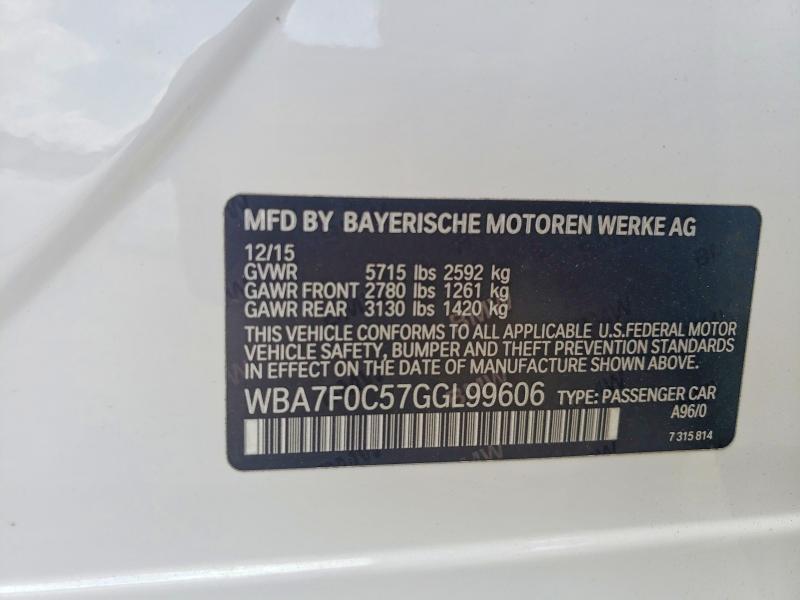 MFD BY BAYERISCHE MOTOREN WERKE AG
12/15
GVWR 5715 lbs 2592 kg
GAWR FRONT 2780 lbs 1261 kg
GAWR REAR 3130 lbs 1420 kg
THIS VEHICLE CONFORMS TO ALL APPLICABLE U.S.FEDERAL MOTOR
VEHICLE SAFETY, BUMPER AND THEFT PREVENTION STANDARDS
IN EFFECT ON THE DATE OF MANUFACTURE SHOWN ABOVE.
WBA7F0C57GGL99606 TYPE: PASSENGER CAR
A96/0
7 315 814